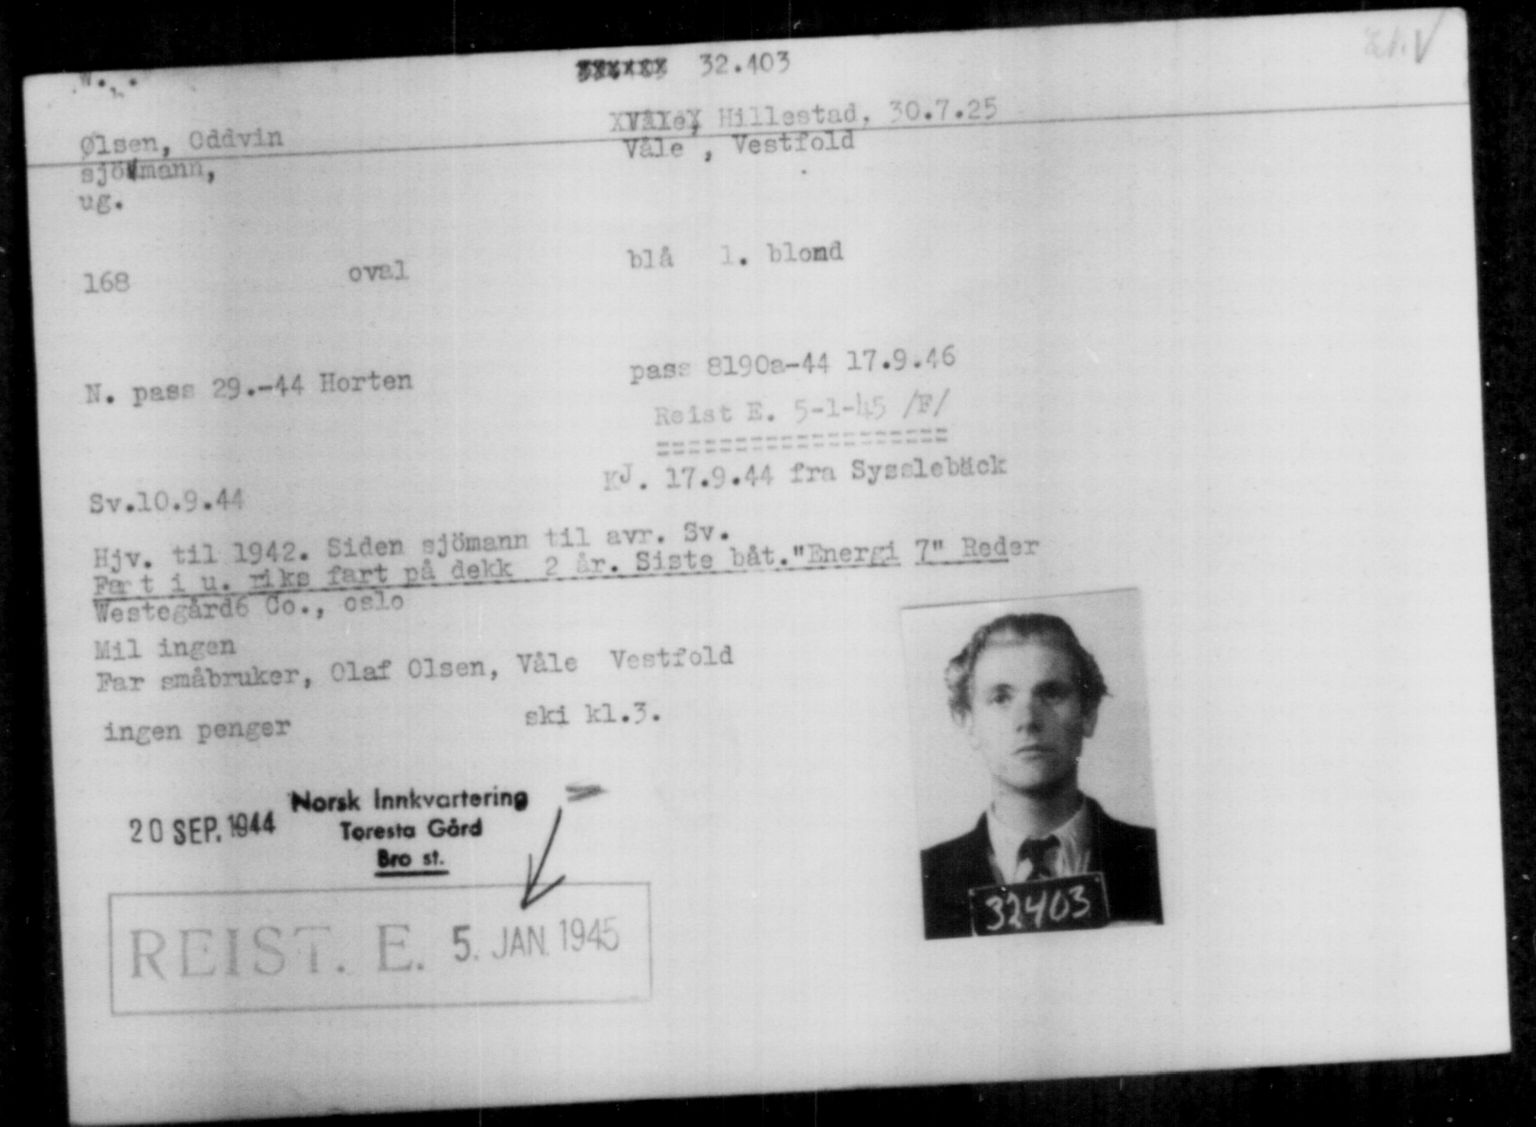 32.403
Ølsen, Oddvin
XVåleX Hillestad, 30.7.25
sjömann,
Våle , Vestfold
ug.
168 oval blå l. blond
N. pass 29.-44 Horten pass 8190a-44 17.9.46
Reist E. 5-1-45 /F/
===================
Sv.10.9.44 KJ. 17.9.44 fra Sysslebäck
Hjv. til 1942. Siden sjömann til avr. Sv.
Fart i u. riks fart på dekk 2 år. Siste båt."Energi 7" Reder
Westegård6 Co., oslo
Mil ingen
Far småbruker, Olaf Olsen, Våle Vestfold
ingen penger ski kl.3.
20 SEP. 1944
Norsk Innkvartering
Toresta Gård
Bro st.
REIST. E. 5. JAN. 1945
32403